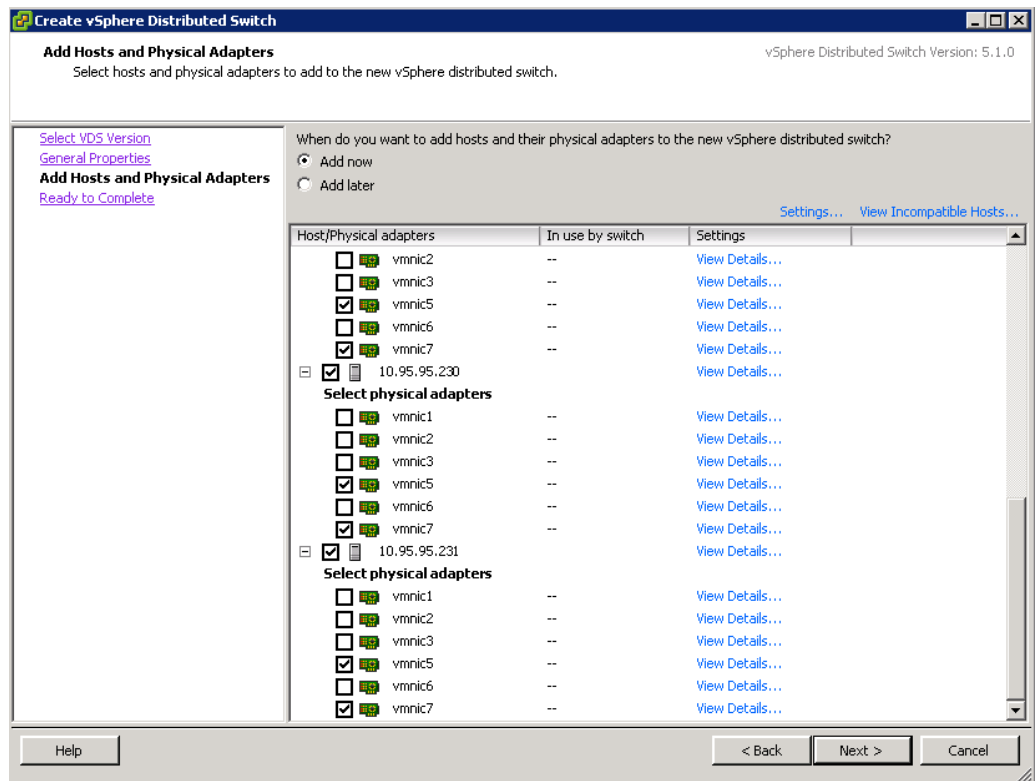 Create vSphere Distributed Switch
Add Hosts and Physical Adapters
vSphere Distributed Switch Version: 5.1.0
Select hosts and physical adapters to add to the new vSphere distributed switch.
Select VDS Version
General Properties
Add Hosts and Physical Adapters
Ready to Complete
When do you want to add hosts and their physical adapters to the new vSphere distributed switch?
Add now
Add later
Settings... View Incompatible Hosts...
Host/Physical adapters In use by switch Settings
vmnic2 -- View Details...
vmnic3 -- View Details...
vmnic5 -- View Details...
vmnic6 -- View Details...
vmnic7 -- View Details...
10.95.95.230 View Details...
Select physical adapters
vmnic1 -- View Details...
vmnic2 -- View Details...
vmnic3 -- View Details...
vmnic5 -- View Details...
vmnic6 -- View Details...
vmnic7 -- View Details...
10.95.95.231 View Details...
Select physical adapters
vmnic1 -- View Details...
vmnic2 -- View Details...
vmnic3 -- View Details...
vmnic5 -- View Details...
vmnic6 -- View Details...
vmnic7 -- View Details...
Help < Back Next > Cancel